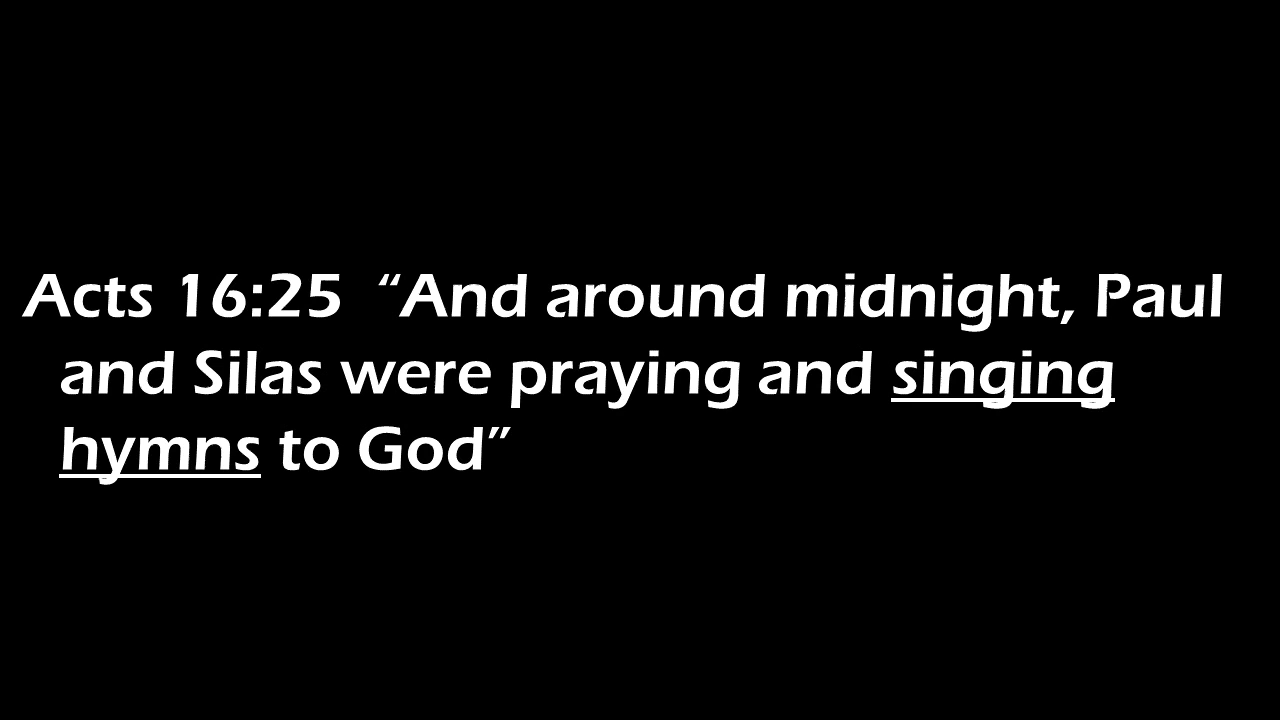 Acts 16:25  “And around midnight, Paul
and Silas were praying and singing
hymns to God”